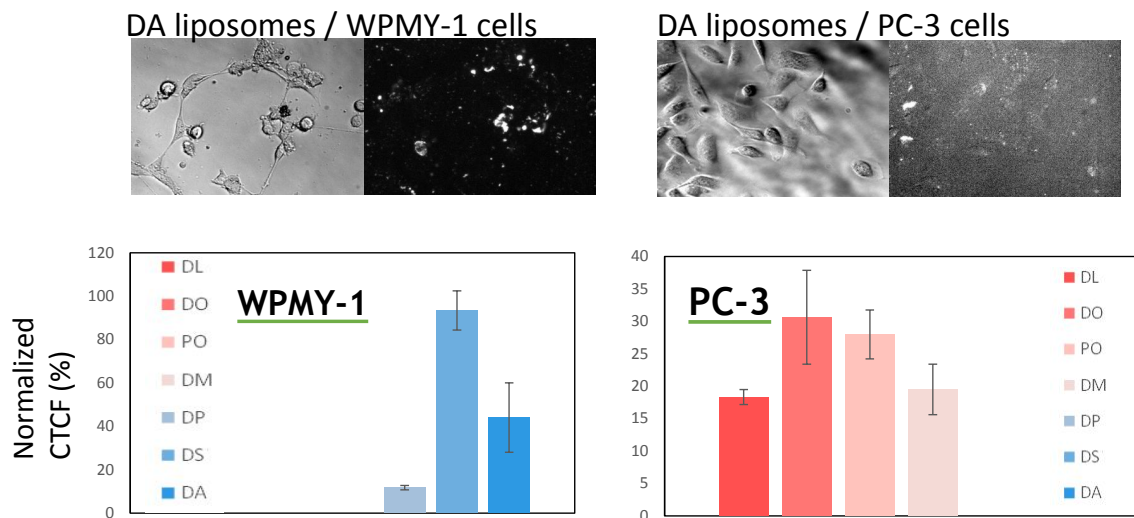 DA liposomes / WPMY-1 cells
DA liposomes / PC-3 cells
Normalized
CTCF (%)
120
100
80
60
40
20
0
DL
DO
PO
DM
DP
DS
DA
WPMY-1
40
35
30
25
20
15
10
5
0
PC-3
DL
DO
PO
DM
DP
DS
DA